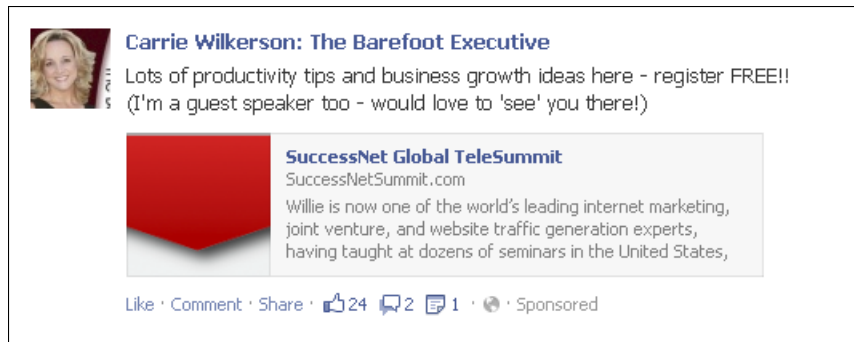 Carrie Wilkerson: The Barefoot Executive
Lots of productivity tips and business growth ideas here - register FREE!!
(I'm a guest speaker too - would love to 'see' you there!)
SuccessNet Global TeleSummit
SuccessNetSummit.com
Willie is now one of the world's leading internet marketing,
joint venture, and website traffic generation experts,
having taught at dozens of seminars in the United States,
Like · Comment · Share · 24 2 1 · · Sponsored